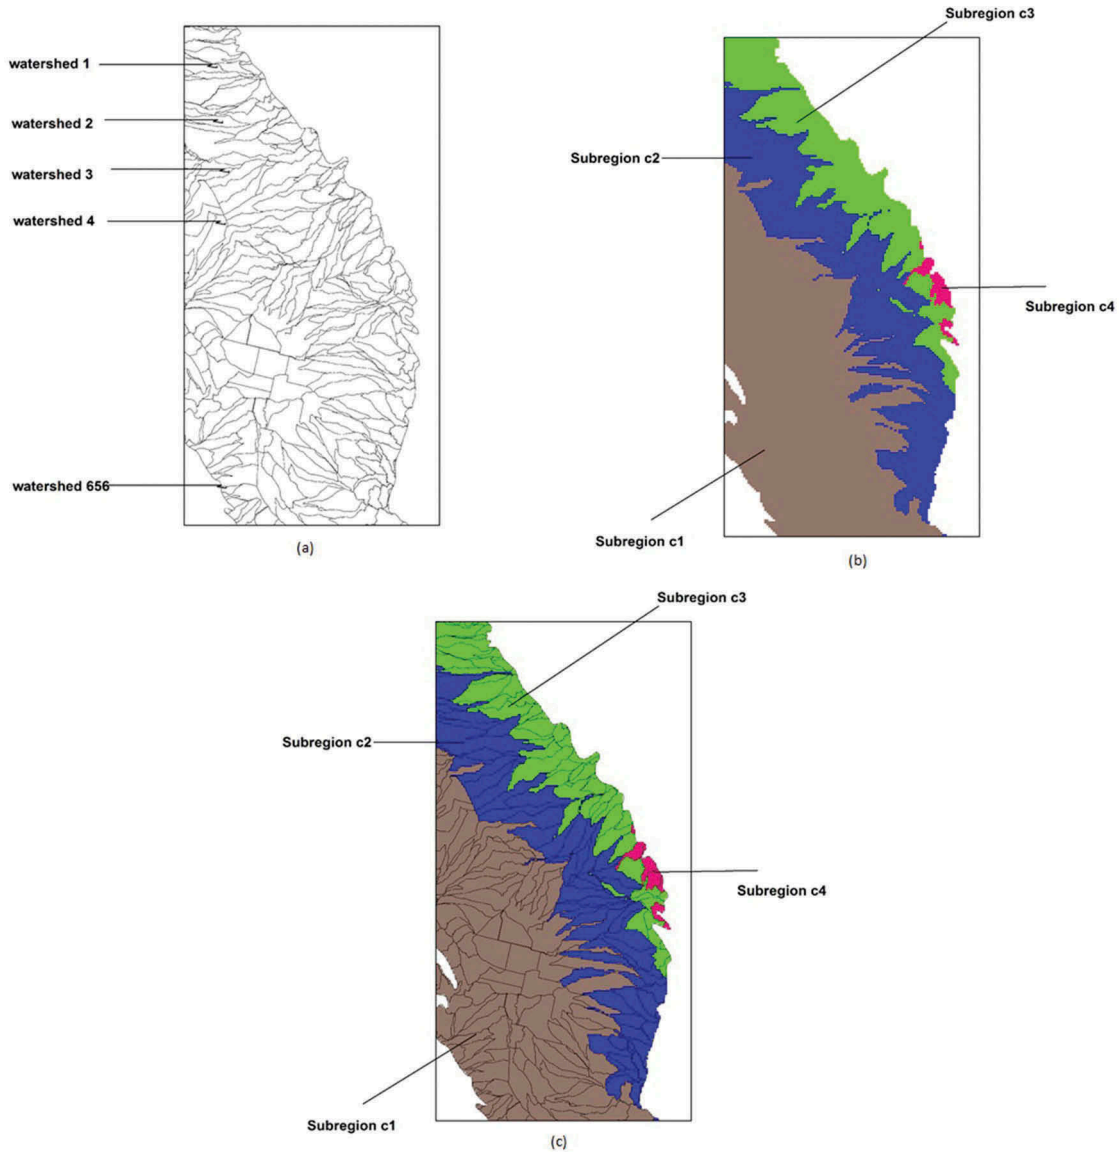 watershed 1
watershed 2
watershed 3
watershed 4
watershed 656
(a)
Subregion c3
Subregion c2
Subregion c4
Subregion c1
(b)
Subregion c3
Subregion c2
Subregion c4
Subregion c1
(c)